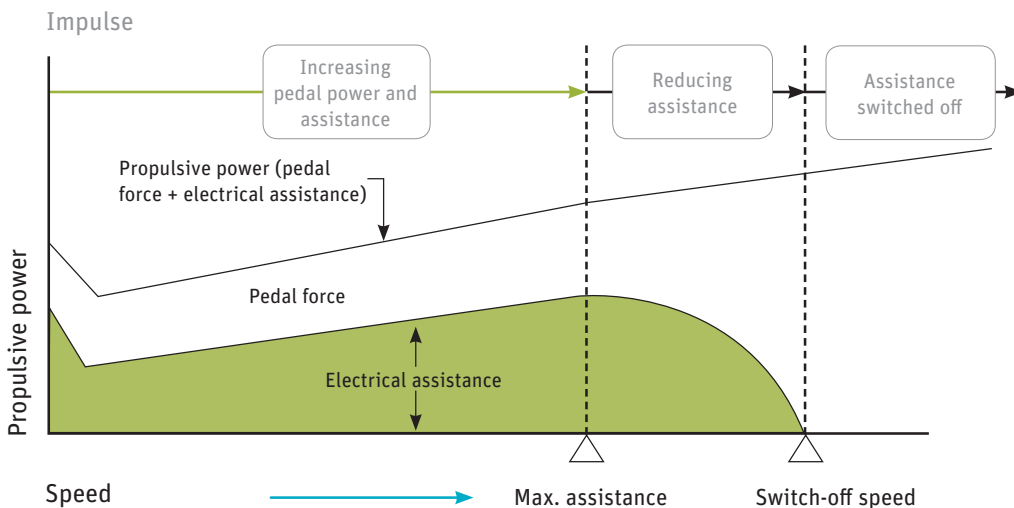 Impulse
Increasing
pedal power and
assistance
Reducing
assistance
Assistance
switched off
Propulsive power (pedal
force + electrical assistance)
Pedal force
Electrical assistance
Propulsive power
Speed
Max. assistance
Switch-off speed